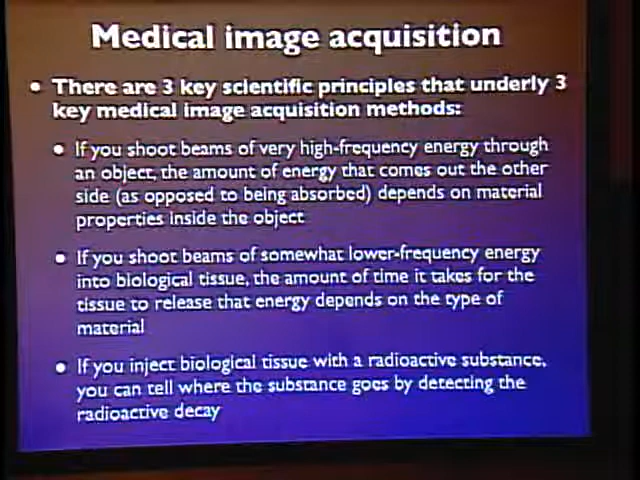 Medical image acquisition
• There are 3 key scientific principles that underly 3
key medical image acquisition methods:
• If you shoot beams of very high-frequency energy through
an object, the amount of energy that comes out the other
side (as opposed to being absorbed) depends on material
properties inside the object
• If you shoot beams of somewhat lower-frequency energy
into biological tissue, the amount of time it takes for the
tissue to release that energy depends on the type of
material
• If you inject biological tissue with a radioactive substance,
you can tell where the substance goes by detecting the
radioactive decay